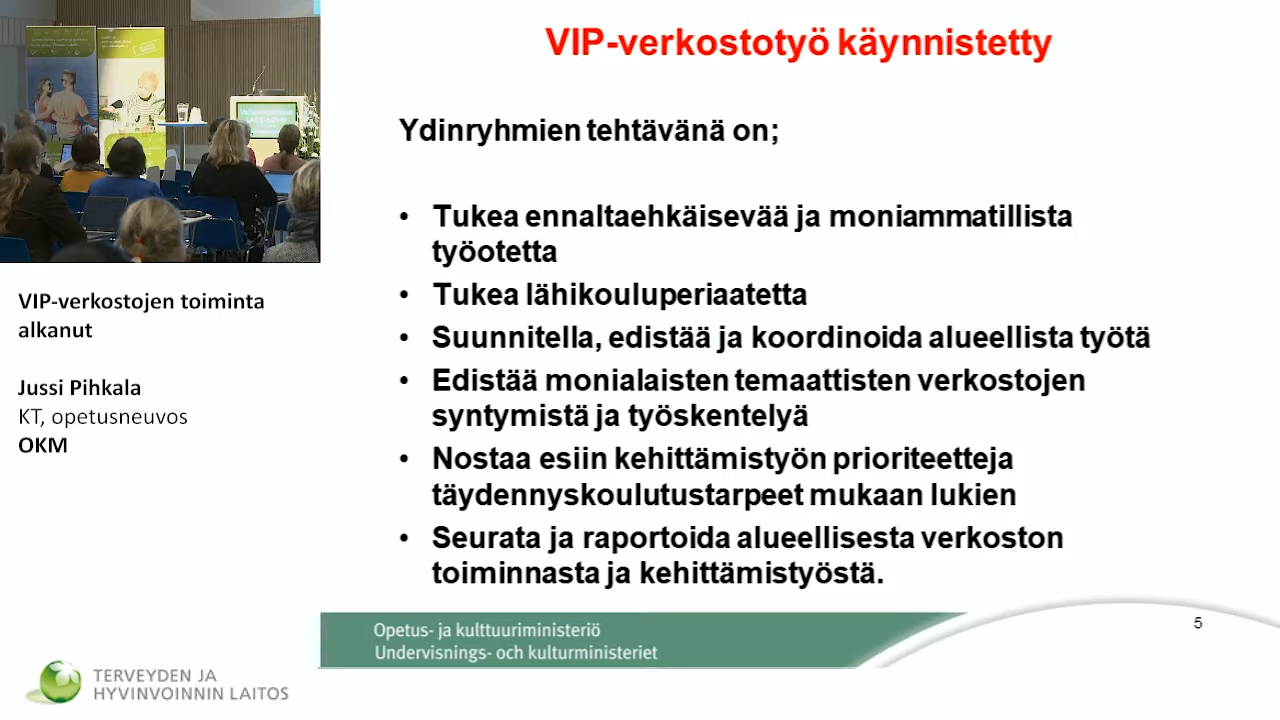 VIP-verkostotyö käynnistetty
Ydinryhmien tehtävänä on;
• Tukea ennaltaehkäisevää ja moniammatillista
työotetta
• Tukea lähikouluperiaatetta
• Suunnitella, edistää ja koordinoida alueellista työtä
• Edistää monialaisten temaattisten verkostojen
syntymistä ja työskentelyä
• Nostaa esiin kehittämistyön prioriteetteja
täydennyskoulutustarpeet mukaan lukien
• Seurata ja raportoida alueellisesta verkoston
toiminnasta ja kehittämistyöstä.
Opetus- ja kulttuuriministeriö
Undervisnings- och kulturministeriet
5
VIP-verkostojen toiminta
alkanut
Jussi Pihkala
KT, opetusneuvos
OKM
TERVEYDEN JA
HYVINVOINNIN LAITOS